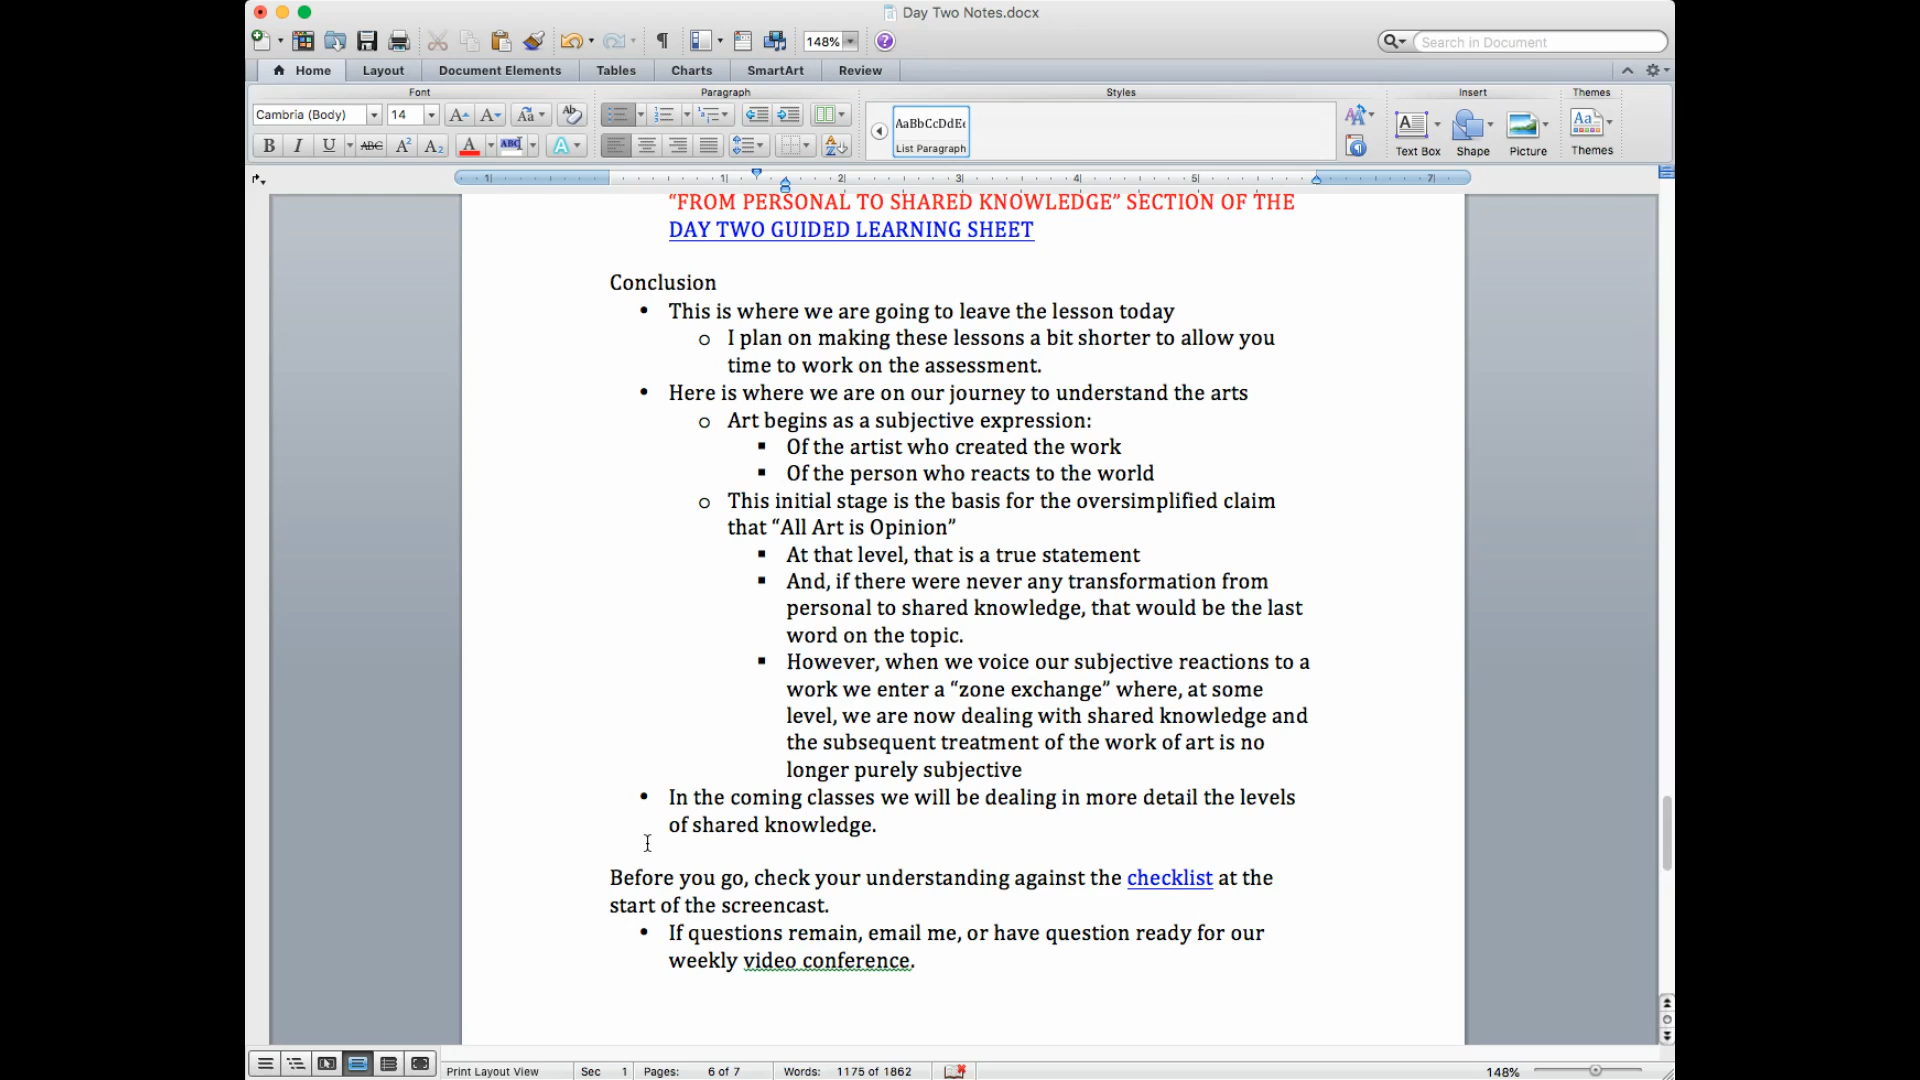 Day Two Notes.docx
148%
Search in Document
Home
Layout
Document Elements
Tables
Charts
SmartArt
Review
Font
Paragraph
Styles
Insert
Themes
Cambria (Body)
14
AaBbCcDdEe
List Paragraph
Text Box
Shape
Picture
Themes
B I U ABC A² A₂
“FROM PERSONAL TO SHARED KNOWLEDGE” SECTION OF THE
DAY TWO GUIDED LEARNING SHEET
Conclusion
• This is where we are going to leave the lesson today
o I plan on making these lessons a bit shorter to allow you
time to work on the assessment.
• Here is where we are on our journey to understand the arts
o Art begins as a subjective expression:
▪ Of the artist who created the work
▪ Of the person who reacts to the world
o This initial stage is the basis for the oversimplified claim
that “All Art is Opinion”
▪ At that level, that is a true statement
▪ And, if there were never any transformation from
personal to shared knowledge, that would be the last
word on the topic.
▪ However, when we voice our subjective reactions to a
work we enter a “zone exchange” where, at some
level, we are now dealing with shared knowledge and
the subsequent treatment of the work of art is no
longer purely subjective
• In the coming classes we will be dealing in more detail the levels
of shared knowledge.
Before you go, check your understanding against the checklist at the
start of the screencast.
• If questions remain, email me, or have question ready for our
weekly video conference.
Print Layout View
Sec 1
Pages: 6 of 7
Words: 1175 of 1862
148%